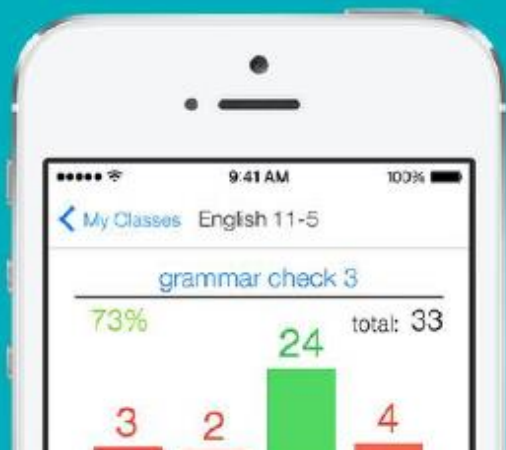 9:41 AM 100%
My Classes English 11-5
grammar check 3
73% total: 33
24
3 2 4